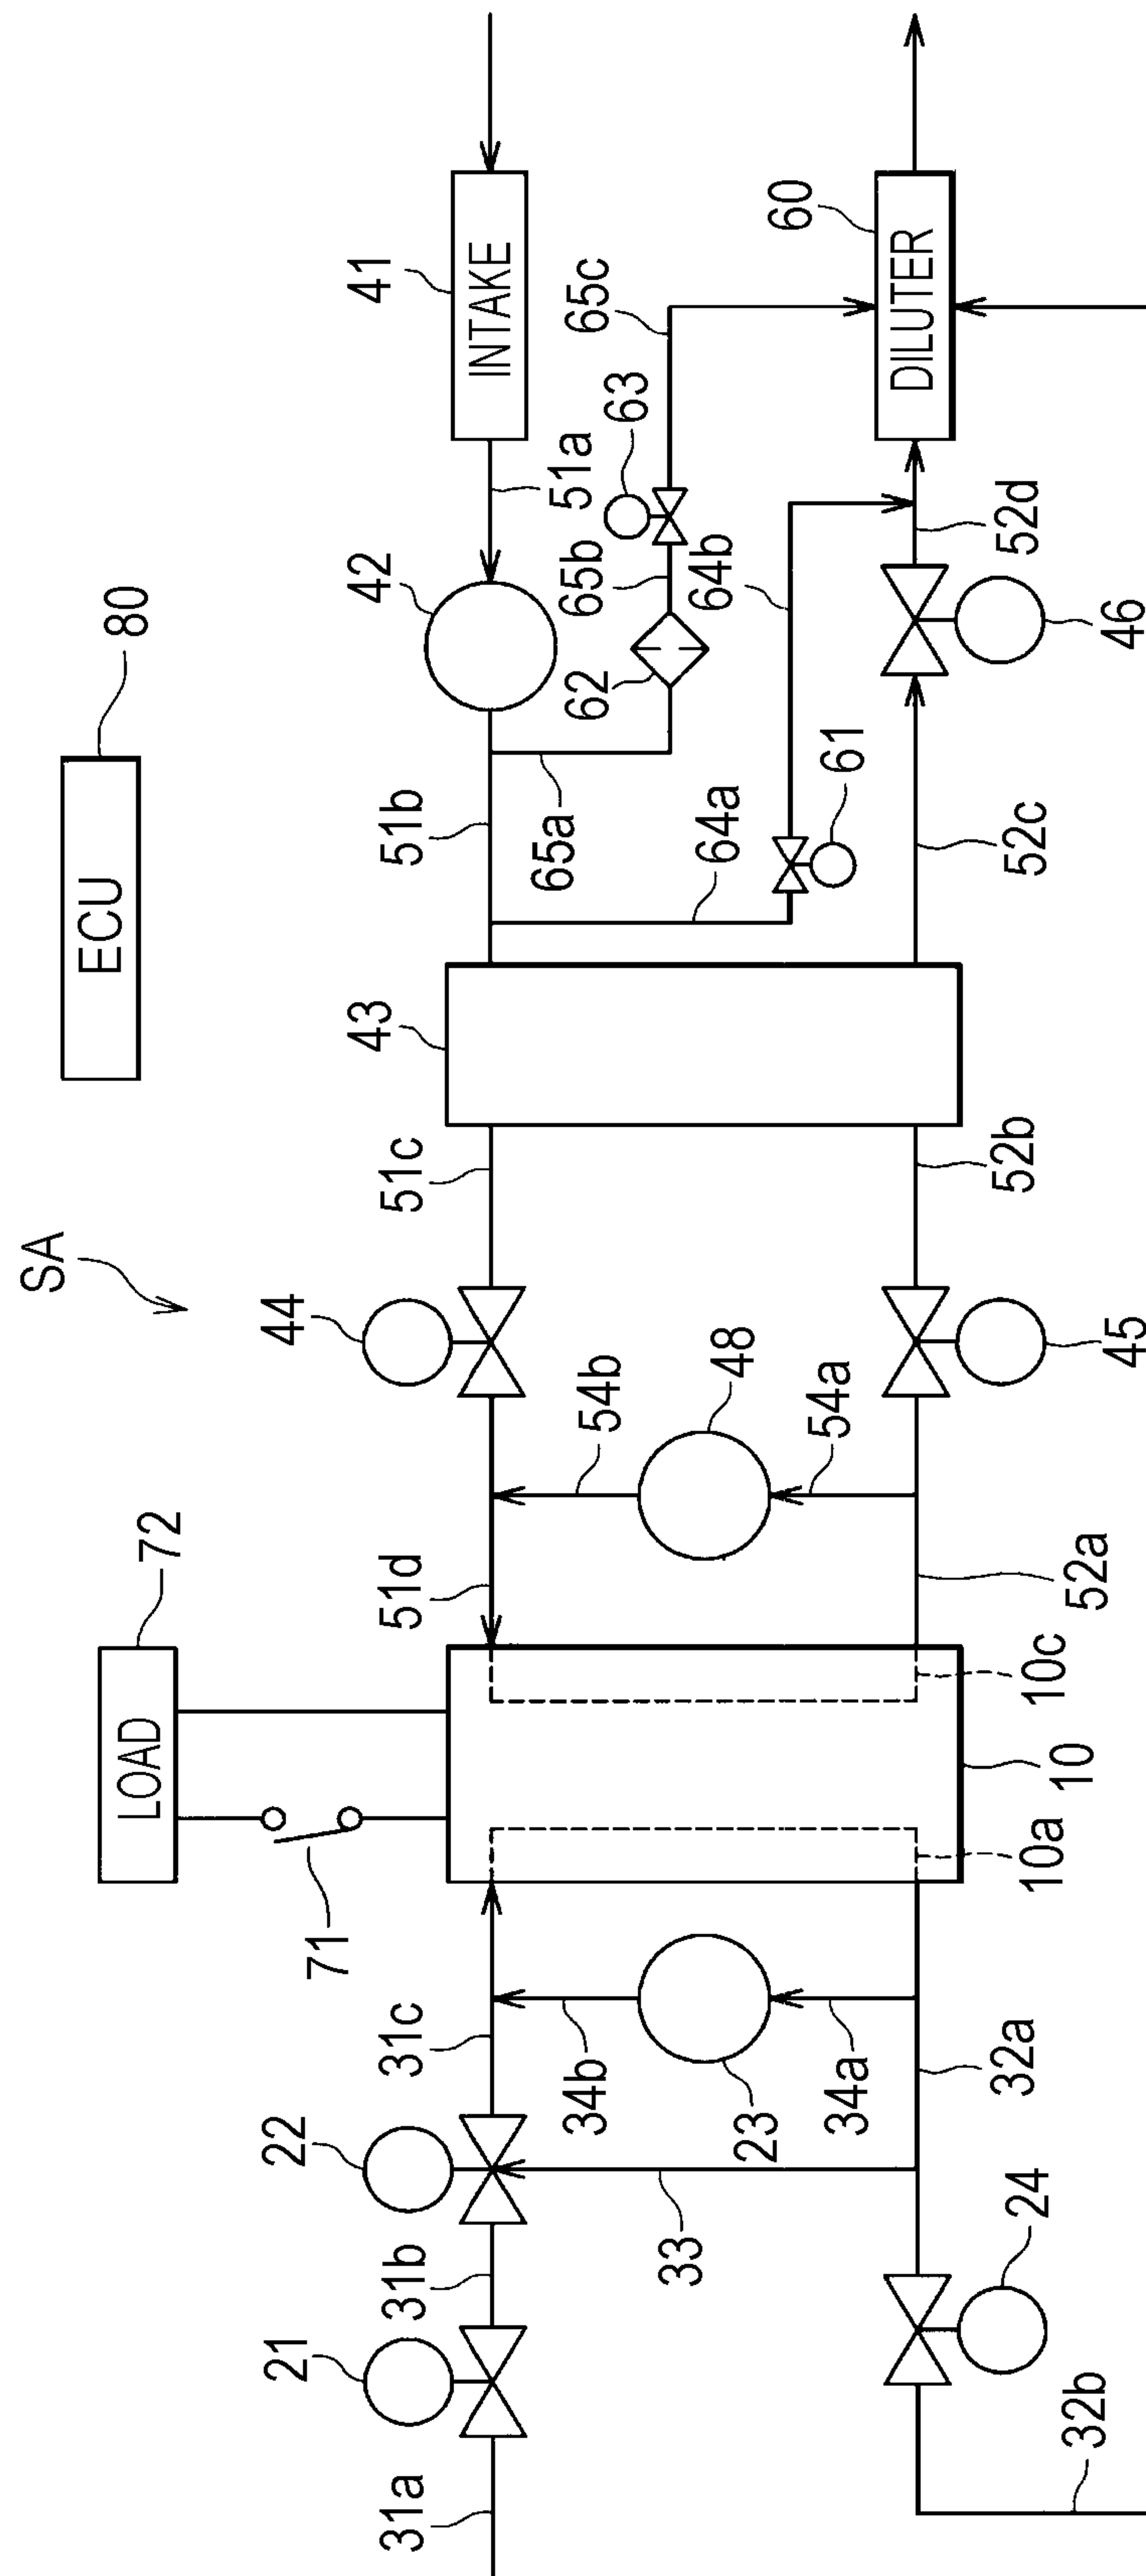 SA
ECU
80
LOAD
72
71
21
22
44
43
42
41
INTAKE
31a
31b
31c
51d
51c
51b
51a
34b
54b
65a
62
65b
63
65c
33
23
48
64a
61
64b
60
DILUTER
34a
54a
32b
24
32a
10a
10
10c
52a
45
52b
52c
46
52d